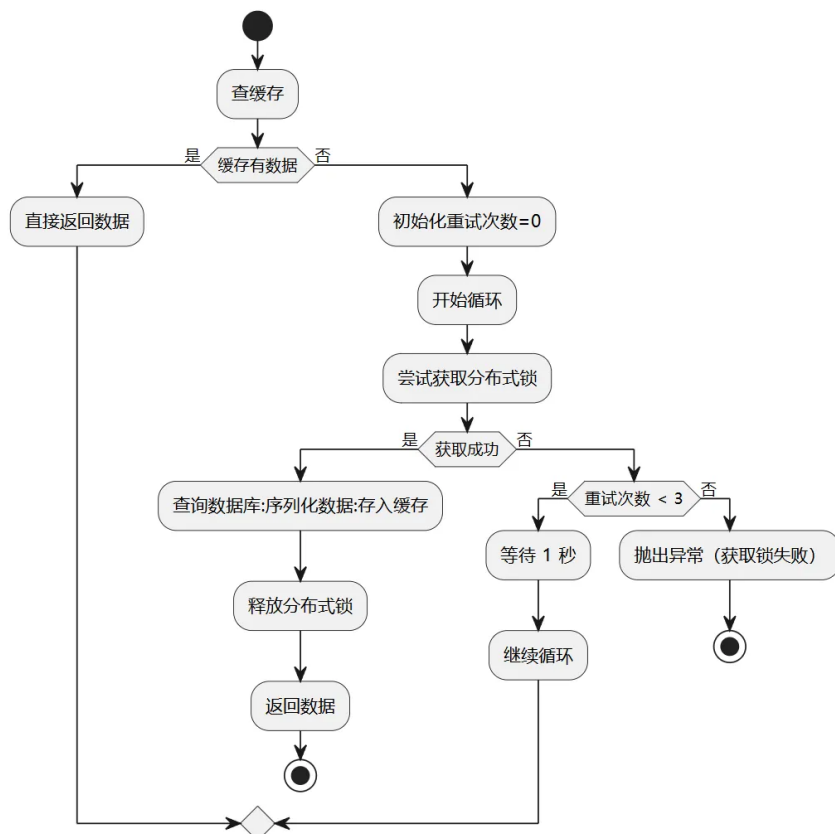 查缓存
是
缓存有数据
否
直接返回数据
初始化重试次数=0
开始循环
尝试获取分布式锁
是
获取成功
否
查询数据库:序列化数据:存入缓存
是
重试次数 < 3
否
等待 1 秒
抛出异常（获取锁失败）
释放分布式锁
继续循环
返回数据